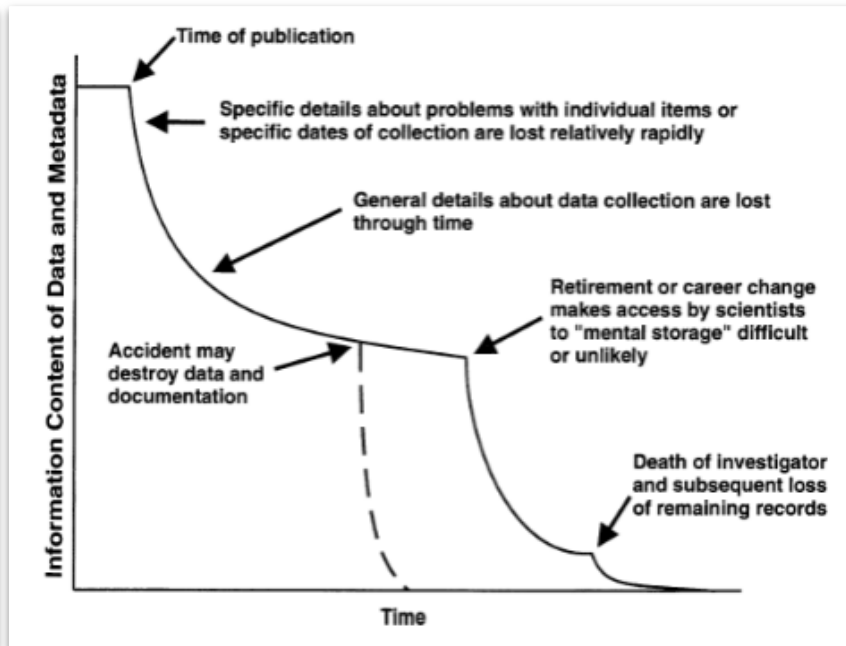 Time of publication
Specific details about problems with individual items or
specific dates of collection are lost relatively rapidly
General details about data collection are lost
through time
Retirement or career change
makes access by scientists
to "mental storage" difficult
or unlikely
Accident may
destroy data and
documentation
Death of investigator
and subsequent loss
of remaining records
Information Content of Data and Metadata
Time